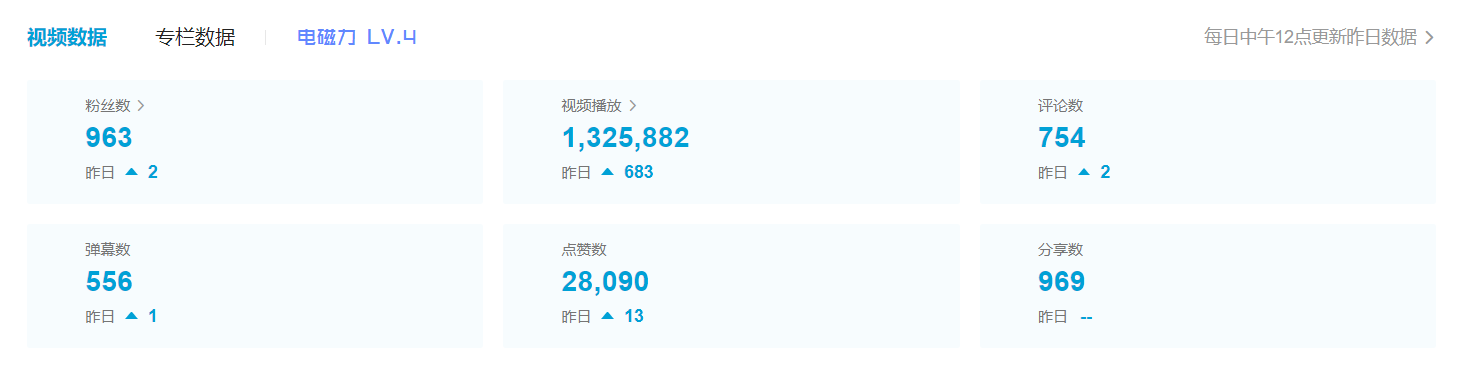 视频数据 专栏数据 电磁力 LV.4 每日中午12点更新昨日数据
粉丝数 视频播放 评论数
963 1,325,882 754
昨日 2 昨日 683 昨日 2
弹幕数 点赞数 分享数
556 28,090 969
昨日 1 昨日 13 昨日 --